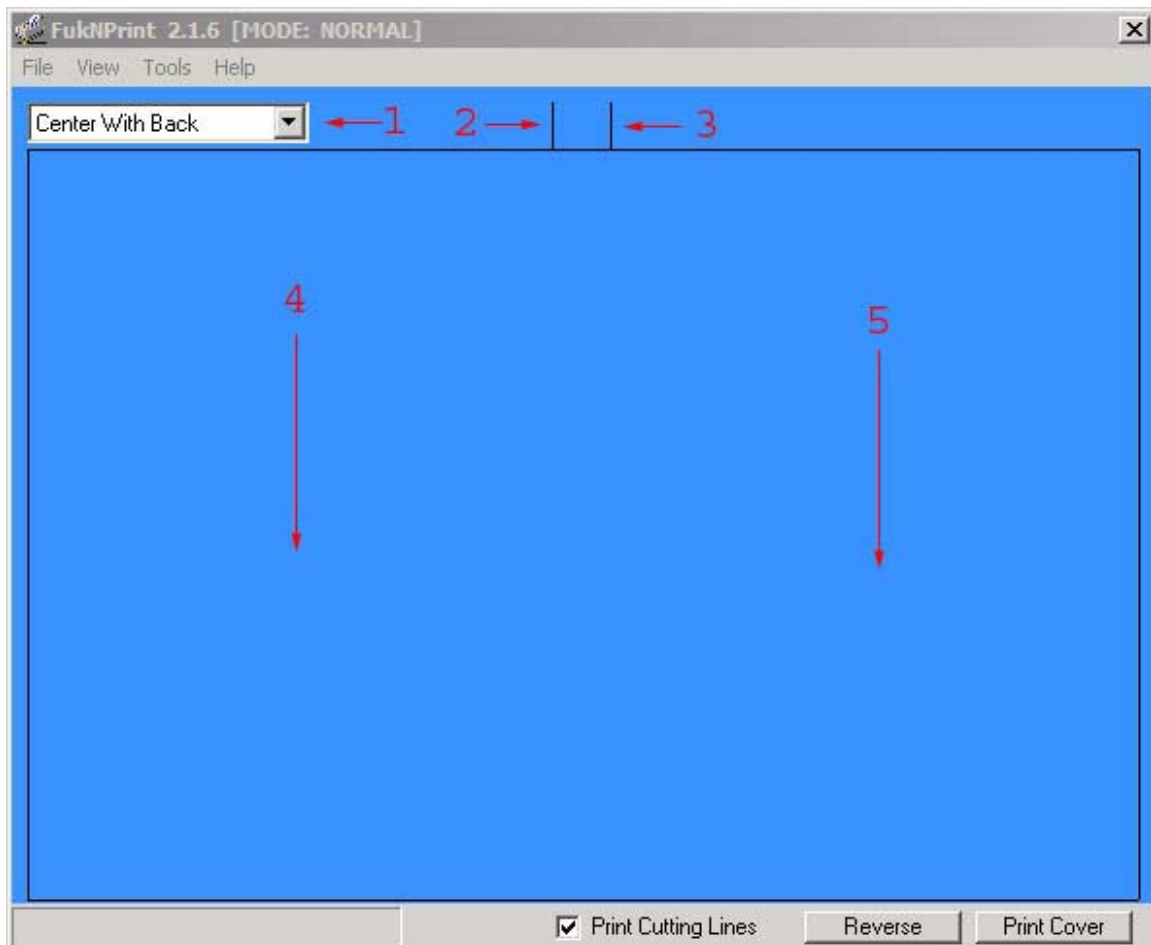 FukNPrint 2.1.6 [MODE: NORMAL]
File View Tools Help
Center With Back 1 2 3
4
5
Print Cutting Lines Reverse Print Cover